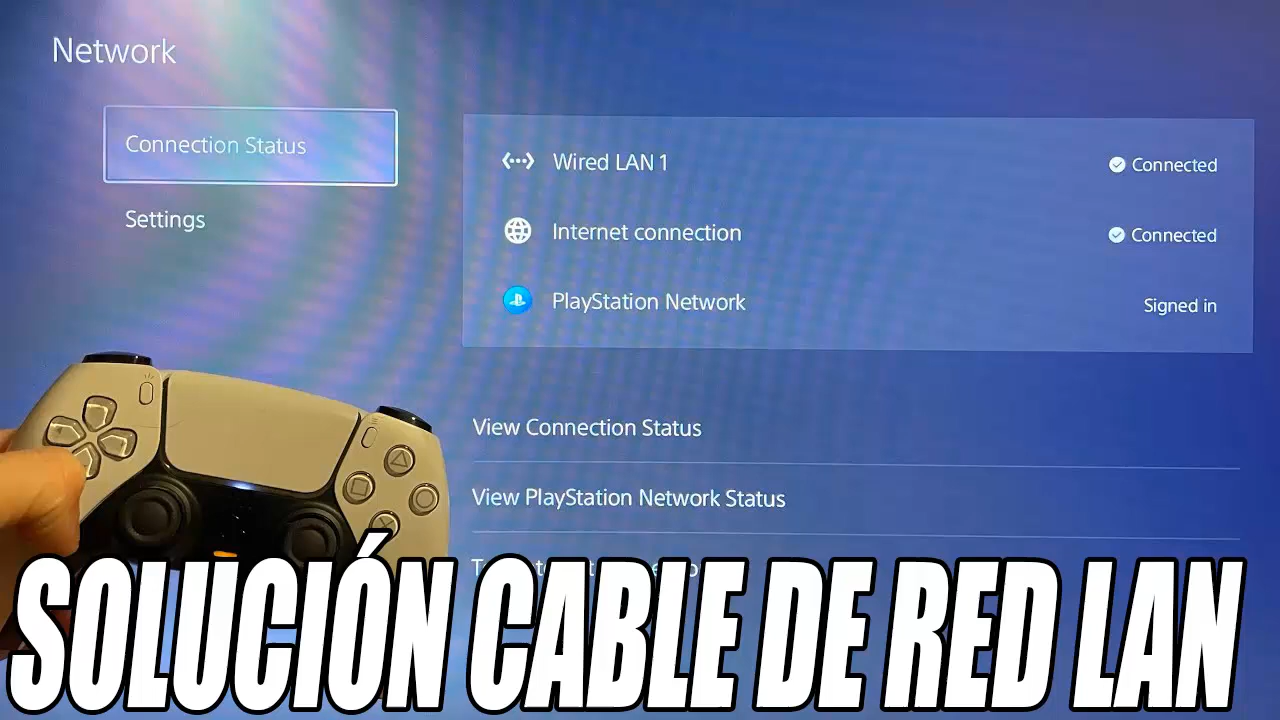 Network
Connection Status
Settings
Wired LAN 1
Connected
Internet connection
Connected
PlayStation Network
Signed in
View Connection Status
View PlayStation Network Status
SOLUCIÓN CABLE DE RED LAN